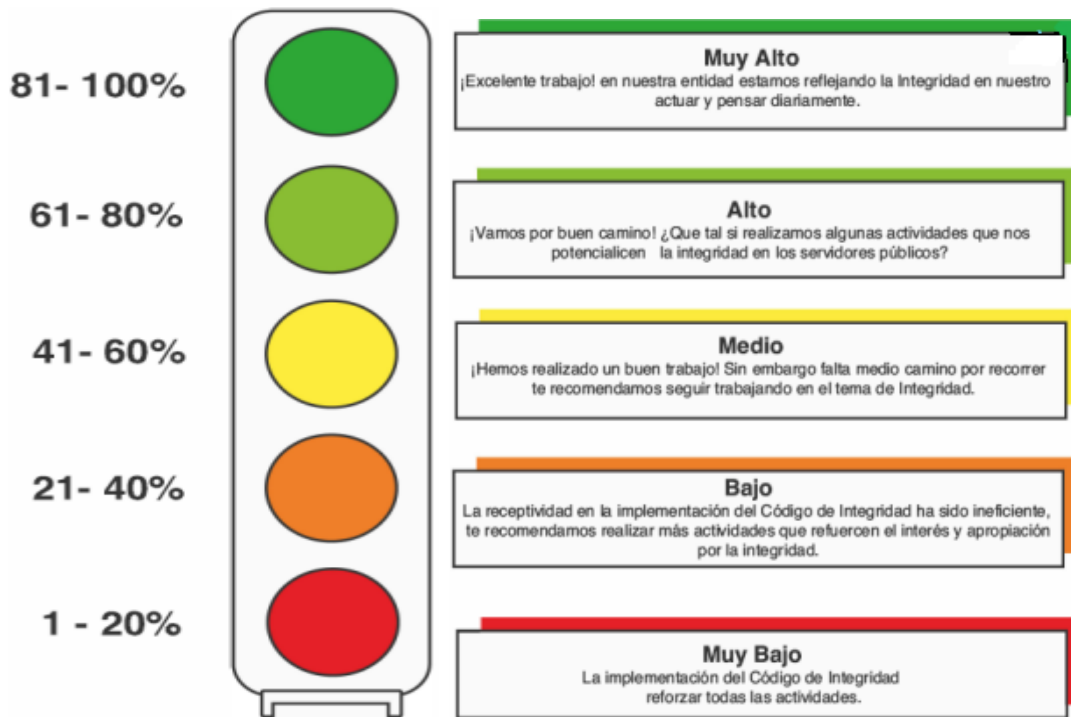 81- 100%
Muy Alto
¡Excelente trabajo! en nuestra entidad estamos reflejando la Integridad en nuestro
actuar y pensar diariamente.
61- 80%
Alto
¡Vamos por buen camino! ¿Que tal si realizamos algunas actividades que nos
potencialicen la integridad en los servidores públicos?
41- 60%
Medio
¡Hemos realizado un buen trabajo! Sin embargo falta medio camino por recorrer
te recomendamos seguir trabajando en el tema de Integridad.
21- 40%
Bajo
La receptividad en la implementación del Código de Integridad ha sido ineficiente,
te recomendamos realizar más actividades que refuercen el interés y apropiación
por la integridad.
1 - 20%
Muy Bajo
La implementación del Código de Integridad
reforzar todas las actividades.